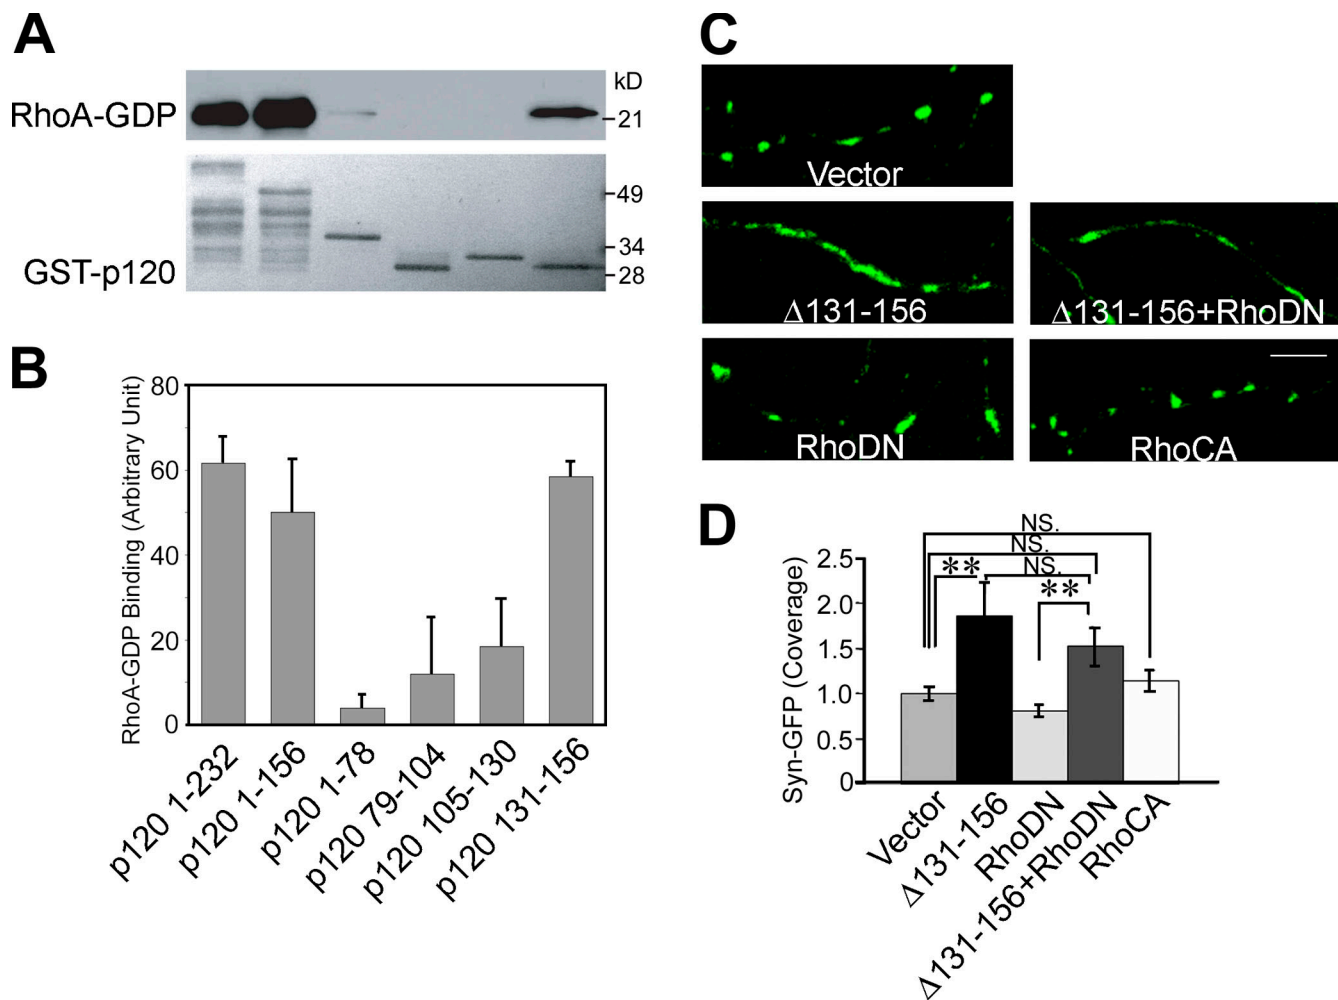 A
kD
RhoA-GDP
21
49
34
GST-p120
28
B
RhoA-GDP Binding (Arbitrary Unit)
80
60
40
20
0
p120 1-232
p120 1-156
p120 1-78
p120 79-104
p120 105-130
p120 131-156
C
Vector
Δ131-156
Δ131-156+RhoDN
RhoDN
RhoCA
D
Syn-GFP (Coverage)
2.5
2.0
1.5
1.0
0.5
0
NS.
NS.
** NS.
**
Vector
Δ131-156
RhoDN
Δ131-156+RhoDN
RhoCA